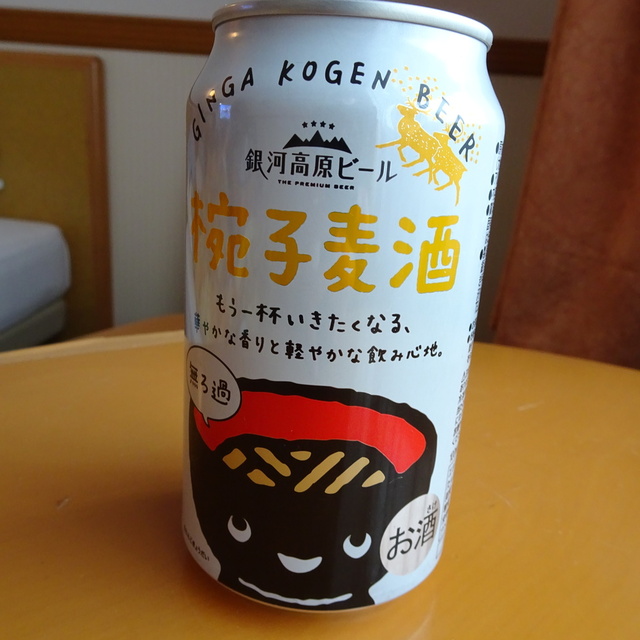 GINGA KOGEN BEER
銀河高原ビール
THE PREMIUM BEER
椀子麦酒
もう一杯いきたくなる、
華やかな香りと軽やかな飲み心地。
無ろ過
お酒